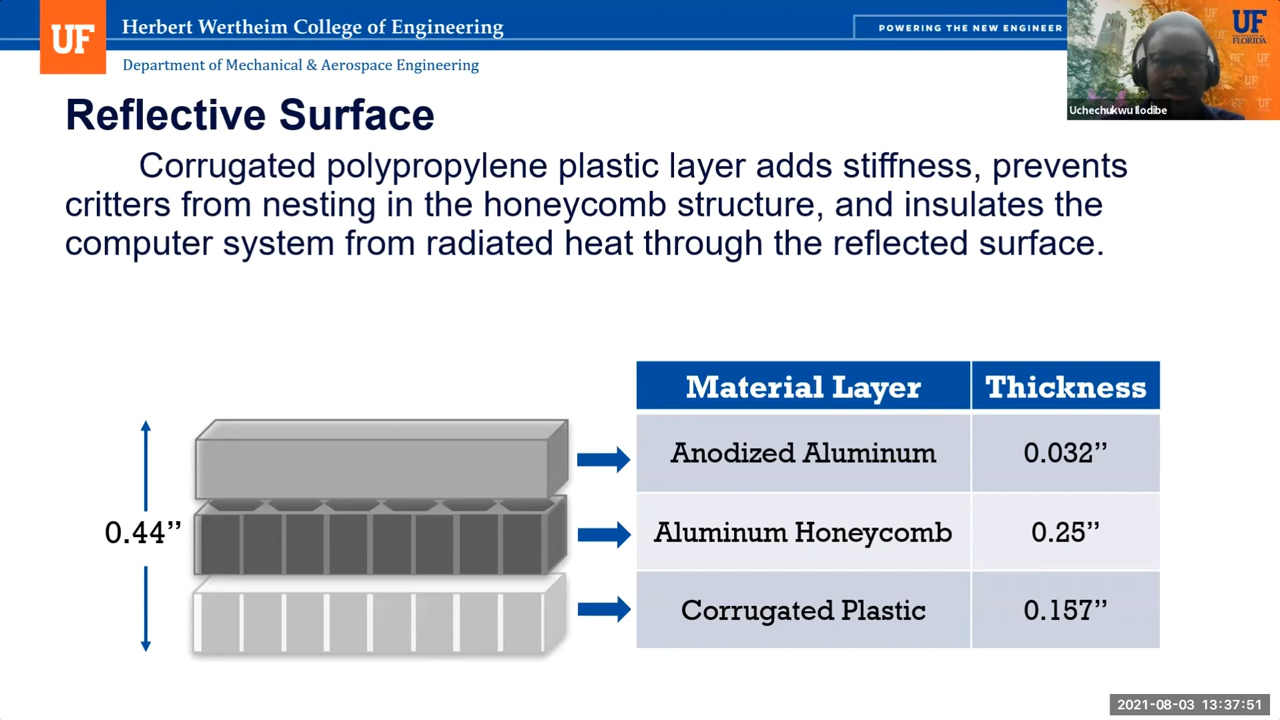 UF
Herbert Wertheim College of Engineering
POWERING THE NEW ENGINEER
UF
UNIVERSITY of
FLORIDA
Department of Mechanical & Aerospace Engineering
Uchechukwu Ilodibe
Reflective Surface
Corrugated polypropylene plastic layer adds stiffness, prevents
critters from nesting in the honeycomb structure, and insulates the
computer system from radiated heat through the reflected surface.
Material Layer Thickness
Anodized Aluminum 0.032’’
0.44’’
Aluminum Honeycomb 0.25’’
Corrugated Plastic 0.157’’
2021-08-03 13:37:51